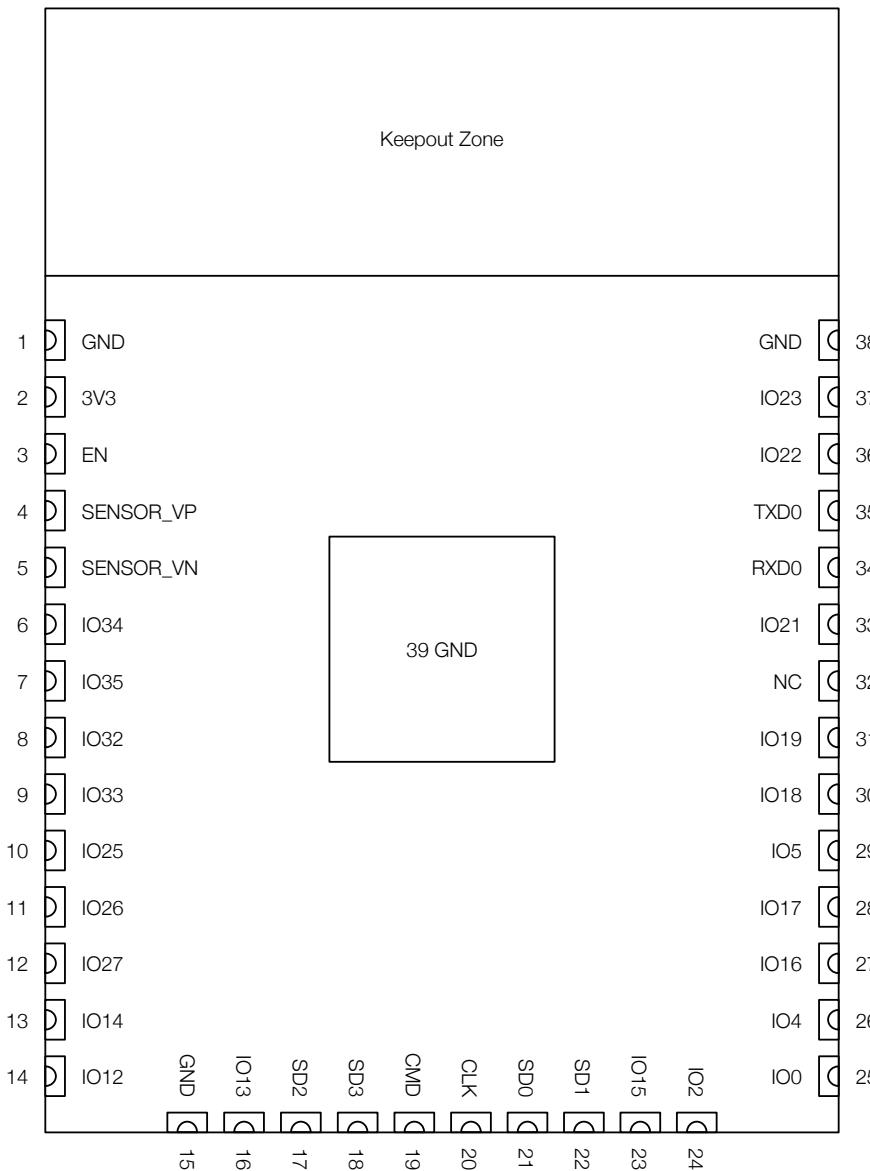 Keepout Zone
1 GND
2 3V3
3 EN
4 SENSOR_VP
5 SENSOR_VN
6 IO34
7 IO35
8 IO32
9 IO33
10 IO25
11 IO26
12 IO27
13 IO14
14 IO12
39 GND
GND 38
IO23 37
IO22 36
TXD0 35
RXD0 34
IO21 33
NC 32
IO19 31
IO18 30
IO5 29
IO17 28
IO16 27
IO4 26
IO0 25
GND 15
IO13 16
SD2 17
SD3 18
CMD 19
CLK 20
SD0 21
SD1 22
IO15 23
IO2 24